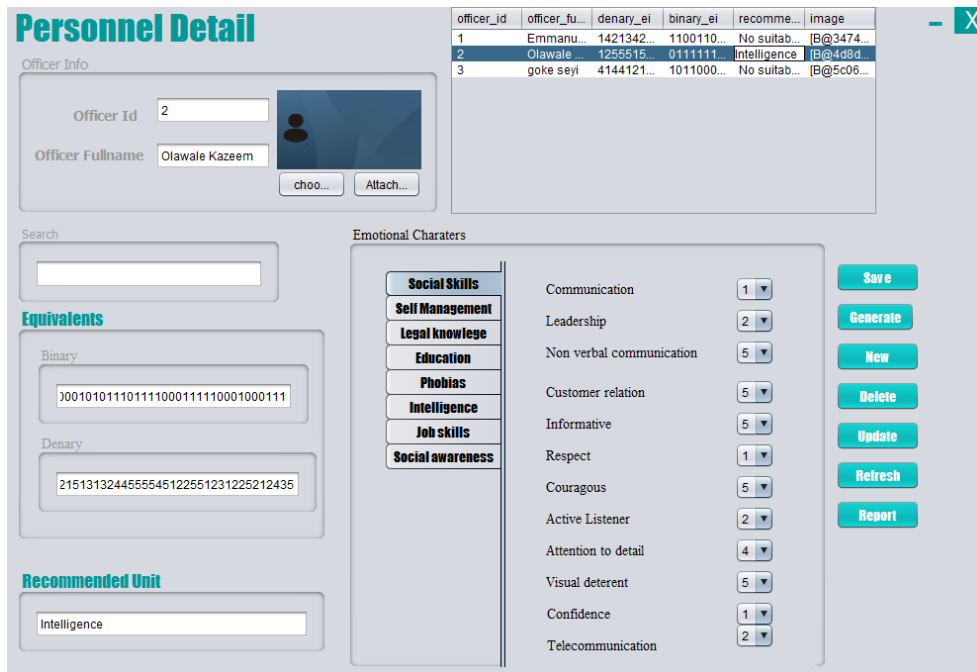 Personnel Detail
– X
officer_id officer_fu... denary_ei binary_ei recomme... image
1 Emmanu... 1421342... 1100110... No suitab... [B@3474...
2 Olawale ... 1255515... 0111111... Intelligence [B@4d8d...
3 goke seyi 4144121... 1011000... No suitab... [B@5c06...
Officer Info
Officer Id 2
Officer Fullname Olawale Kazeem
choo... Attach...
Search
Equivalents
Binary
Denary
Recommended Unit
Intelligence
Emotional Charaters
Social Skills
Self Management
Legal knowlege
Education
Phobias
Intelligence
Job skills
Social awareness
Communication 1
Leadership 2
Non verbal communication 5
Customer relation 5
Informative 5
Respect 1
Couragous 5
Active Listener 2
Attention to detail 4
Visual deterent 5
Confidence 1
Telecommunication 2
Save
Generate
New
Delete
Update
Refresh
Report